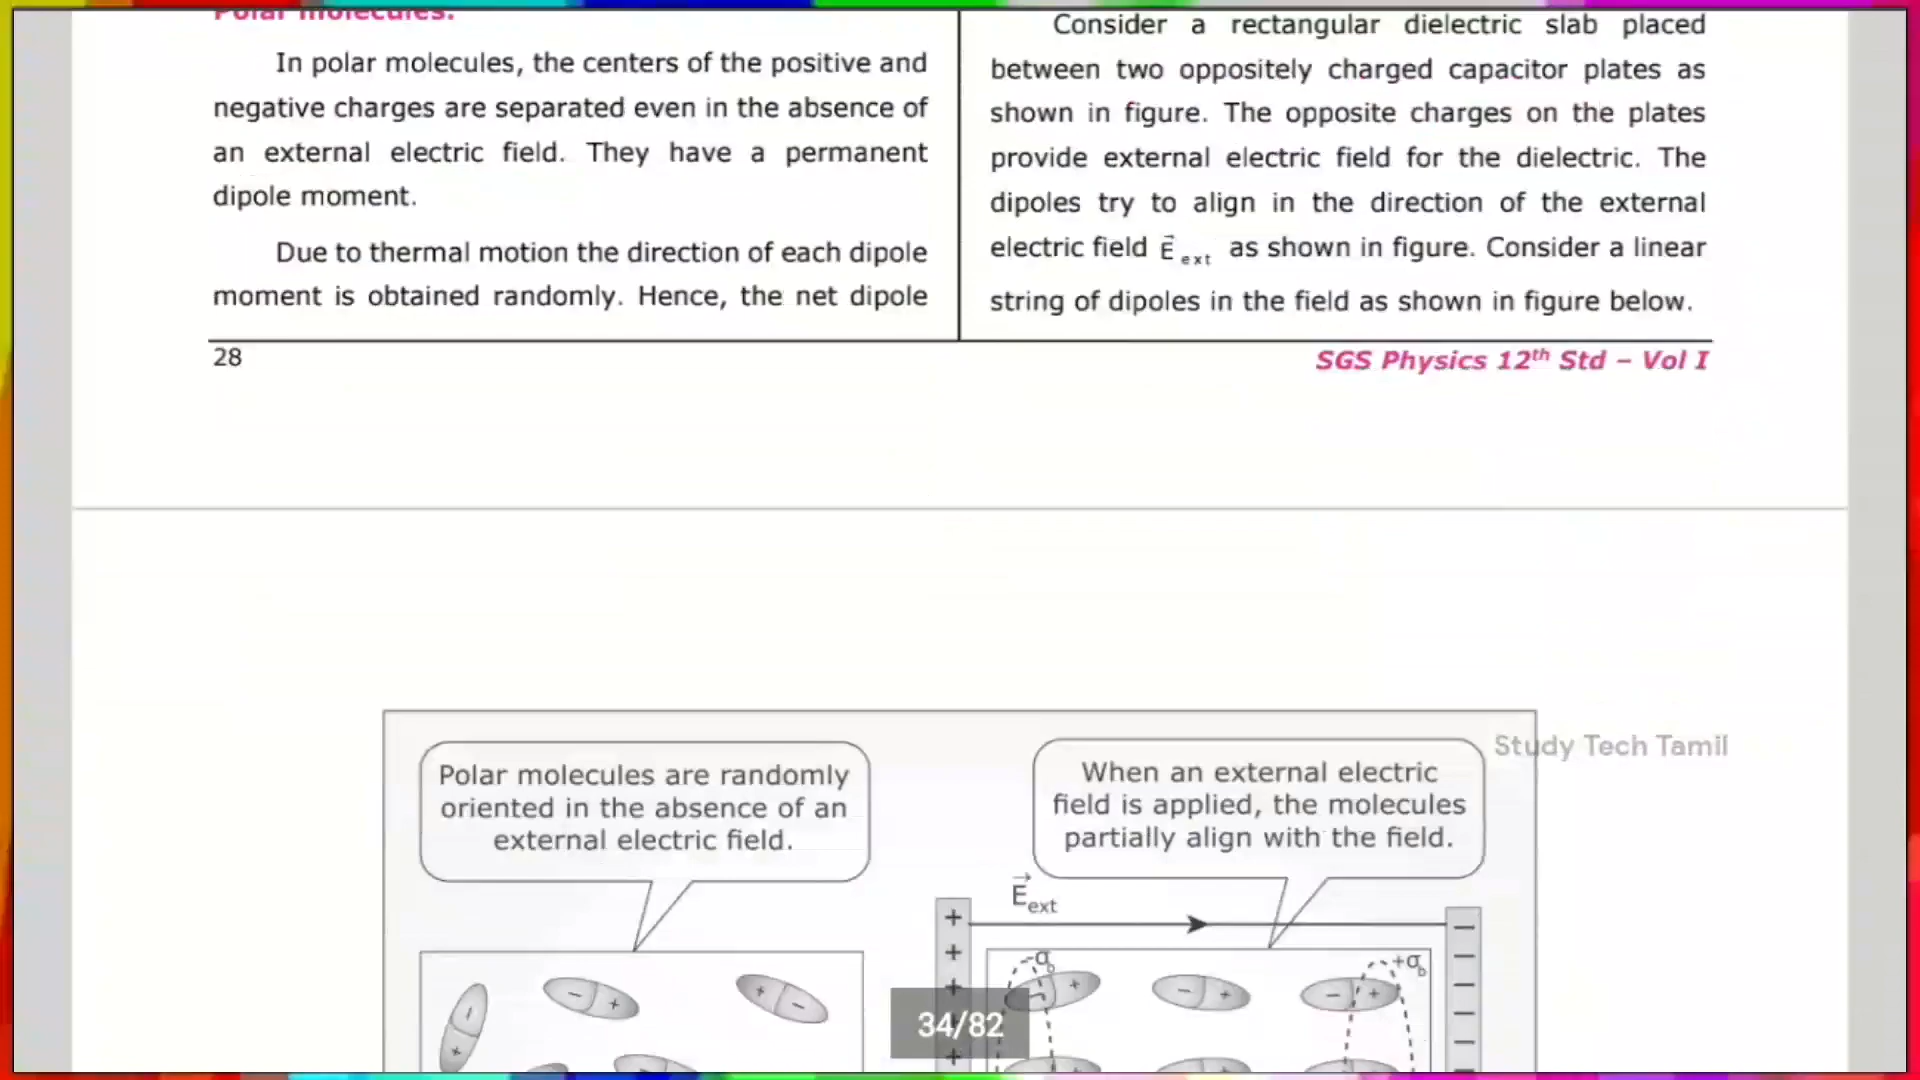 Polar molecules.
In polar molecules, the centers of the positive and
negative charges are separated even in the absence of
an external electric field. They have a permanent
dipole moment.
Due to thermal motion the direction of each dipole
moment is obtained randomly. Hence, the net dipole
Consider a rectangular dielectric slab placed
between two oppositely charged capacitor plates as
shown in figure. The opposite charges on the plates
provide external electric field for the dielectric. The
dipoles try to align in the direction of the external
electric field E⃗ ext as shown in figure. Consider a linear
string of dipoles in the field as shown in figure below.
28
SGS Physics 12th Std – Vol I
Study Tech Tamil
Polar molecules are randomly
oriented in the absence of an
external electric field.
When an external electric
field is applied, the molecules
partially align with the field.
E⃗ext
-σb
+σb
34/82